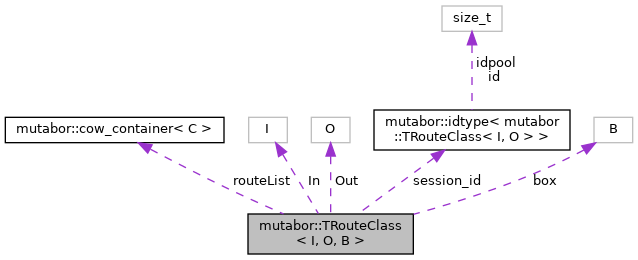 size_t
idpool
id
mutabor::cow_container< C >
I
O
mutabor::idtype< mutabor
::TRouteClass< I, O > >
B
routeList
In
Out
session_id
box
mutabor::TRouteClass
< I, O, B >